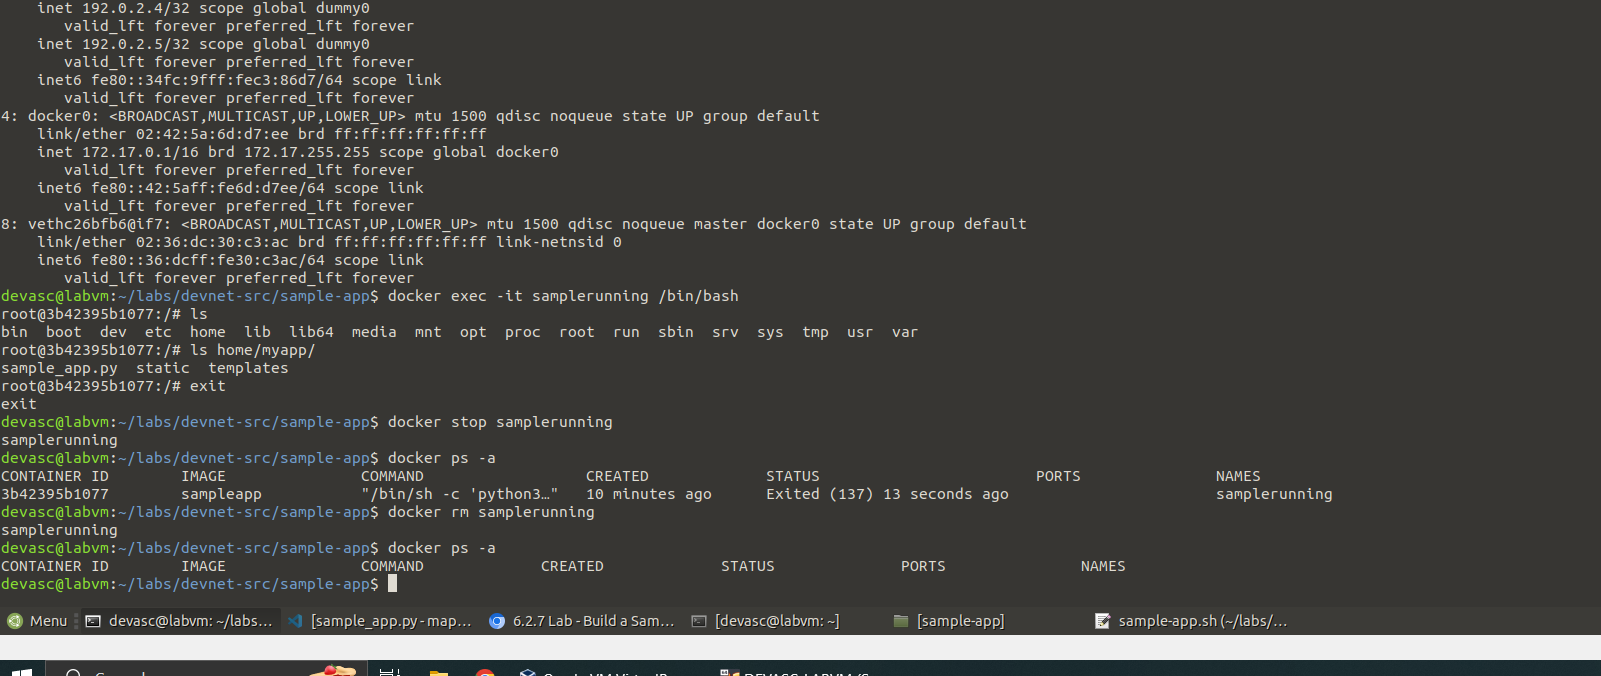 inet 192.0.2.4/32 scope global dummy0
valid_lft forever preferred_lft forever
inet 192.0.2.5/32 scope global dummy0
valid_lft forever preferred_lft forever
inet6 fe80::34fc:9fff:fec3:86d7/64 scope link
valid_lft forever preferred_lft forever
4: docker0: <BROADCAST,MULTICAST,UP,LOWER_UP> mtu 1500 qdisc noqueue state UP group default
link/ether 02:42:5a:6d:d7:ee brd ff:ff:ff:ff:ff:ff
inet 172.17.0.1/16 brd 172.17.255.255 scope global docker0
valid_lft forever preferred_lft forever
inet6 fe80::42:5aff:fe6d:d7ee/64 scope link
valid_lft forever preferred_lft forever
8: vethc26bfb6@if7: <BROADCAST,MULTICAST,UP,LOWER_UP> mtu 1500 qdisc noqueue master docker0 state UP group default
link/ether 02:36:dc:30:c3:ac brd ff:ff:ff:ff:ff:ff link-netnsid 0
inet6 fe80::36:dcff:fe30:c3ac/64 scope link
valid_lft forever preferred_lft forever
devasc@labvm:~/labs/devnet-src/sample-app$ docker exec -it samplerunning /bin/bash
root@3b42395b1077:/# ls
bin  boot  dev  etc  home  lib  lib64  media  mnt  opt  proc  root  run  sbin  srv  sys  tmp  usr  var
root@3b42395b1077:/# ls home/myapp/
sample_app.py  static  templates
root@3b42395b1077:/# exit
exit
devasc@labvm:~/labs/devnet-src/sample-app$ docker stop samplerunning
samplerunning
devasc@labvm:~/labs/devnet-src/sample-app$ docker ps -a
CONTAINER ID        IMAGE               COMMAND                  CREATED             STATUS                        PORTS               NAMES
3b42395b1077        sampleapp           "/bin/sh -c 'python3…"   10 minutes ago      Exited (137) 13 seconds ago                       samplerunning
devasc@labvm:~/labs/devnet-src/sample-app$ docker rm samplerunning
samplerunning
devasc@labvm:~/labs/devnet-src/sample-app$ docker ps -a
CONTAINER ID        IMAGE               COMMAND             CREATED             STATUS              PORTS               NAMES
devasc@labvm:~/labs/devnet-src/sample-app$
Menu devasc@labvm: ~/labs... [sample_app.py - map... 6.2.7 Lab - Build a Sam... [devasc@labvm: ~] [sample-app] sample-app.sh (~/labs/...